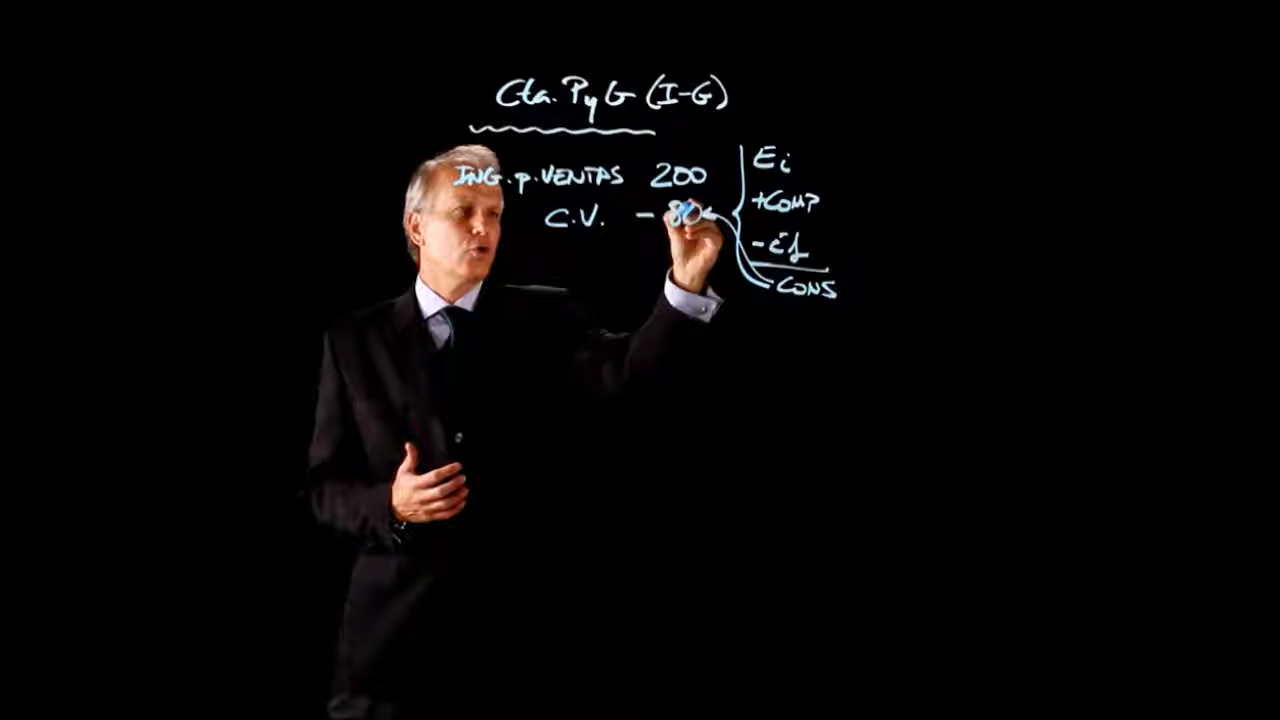 Cta. PyG (I-G)
ING. p. VENTAS 200
C.V. - 80
Ei
+COMP
-Ef
CONS